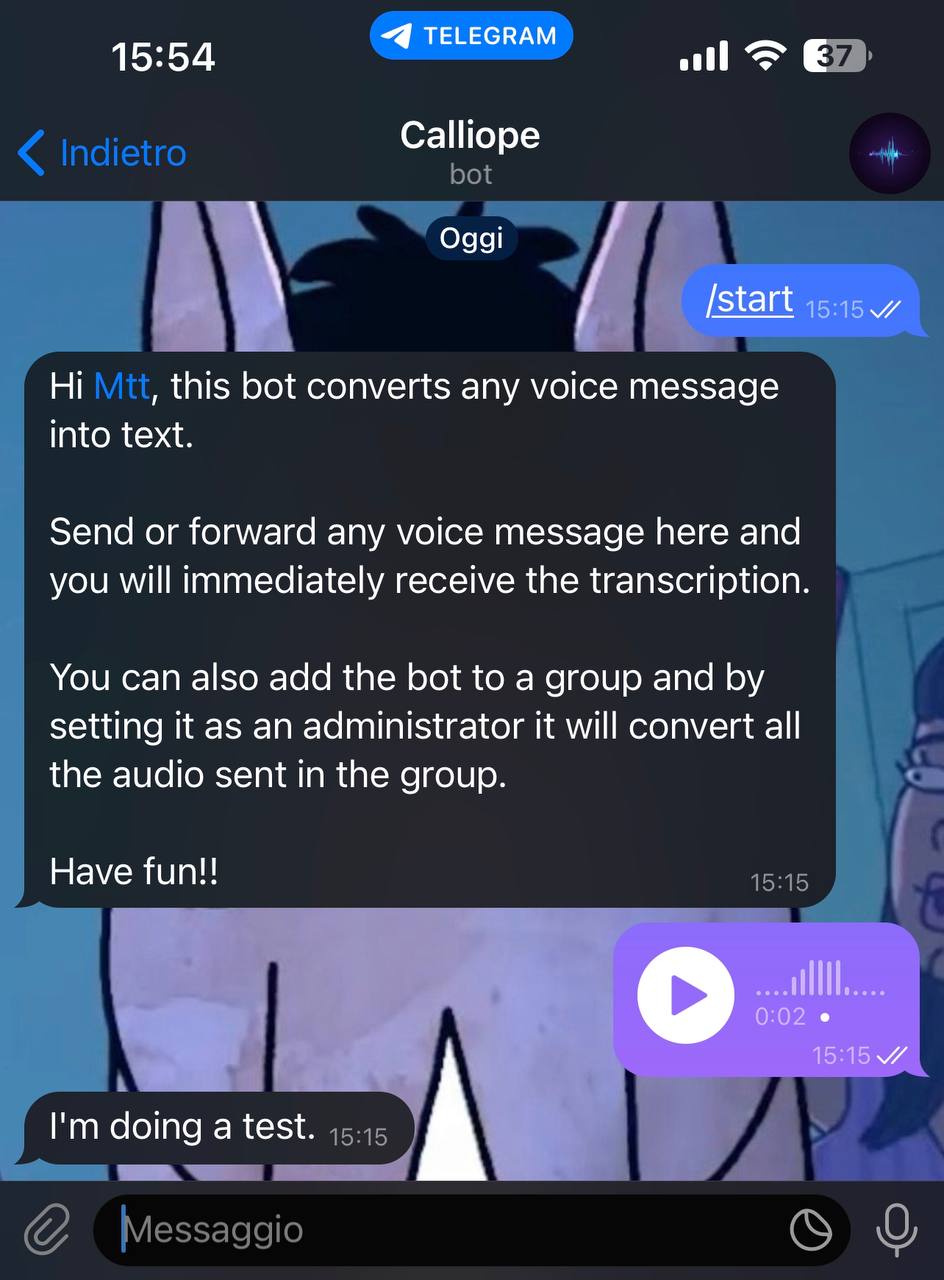 15:54
TELEGRAM
37
Indietro
Calliope
bot
Oggi
/start 15:15
Hi Mtt, this bot converts any voice message
into text.
Send or forward any voice message here and
you will immediately receive the transcription.
You can also add the bot to a group and by
setting it as an administrator it will convert all
the audio sent in the group.
Have fun!!
15:15
0:02
15:15
I'm doing a test. 15:15
Messaggio